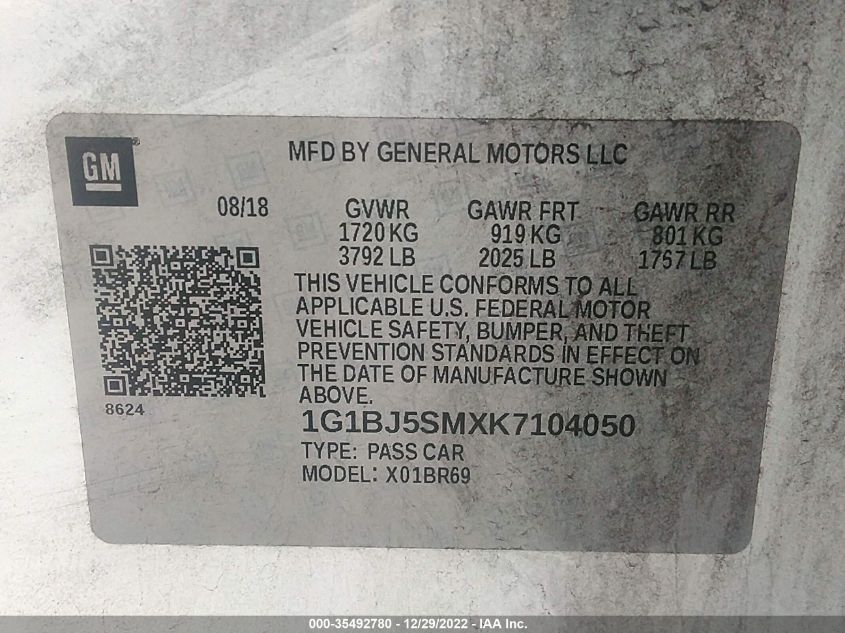 GM
MFD BY GENERAL MOTORS LLC
08/18 GVWR GAWR FRT GAWR RR
1720 KG 919 KG 801 KG
3792 LB 2025 LB 1767 LB
THIS VEHICLE CONFORMS TO ALL
APPLICABLE U.S. FEDERAL MOTOR
VEHICLE SAFETY, BUMPER, AND THEFT
PREVENTION STANDARDS IN EFFECT ON
THE DATE OF MANUFACTURE SHOWN
ABOVE.
8624
1G1BJ5SMXK7104050
TYPE: PASS CAR
MODEL: X01BR69
000-35492780 - 12/29/2022 - IAA Inc.